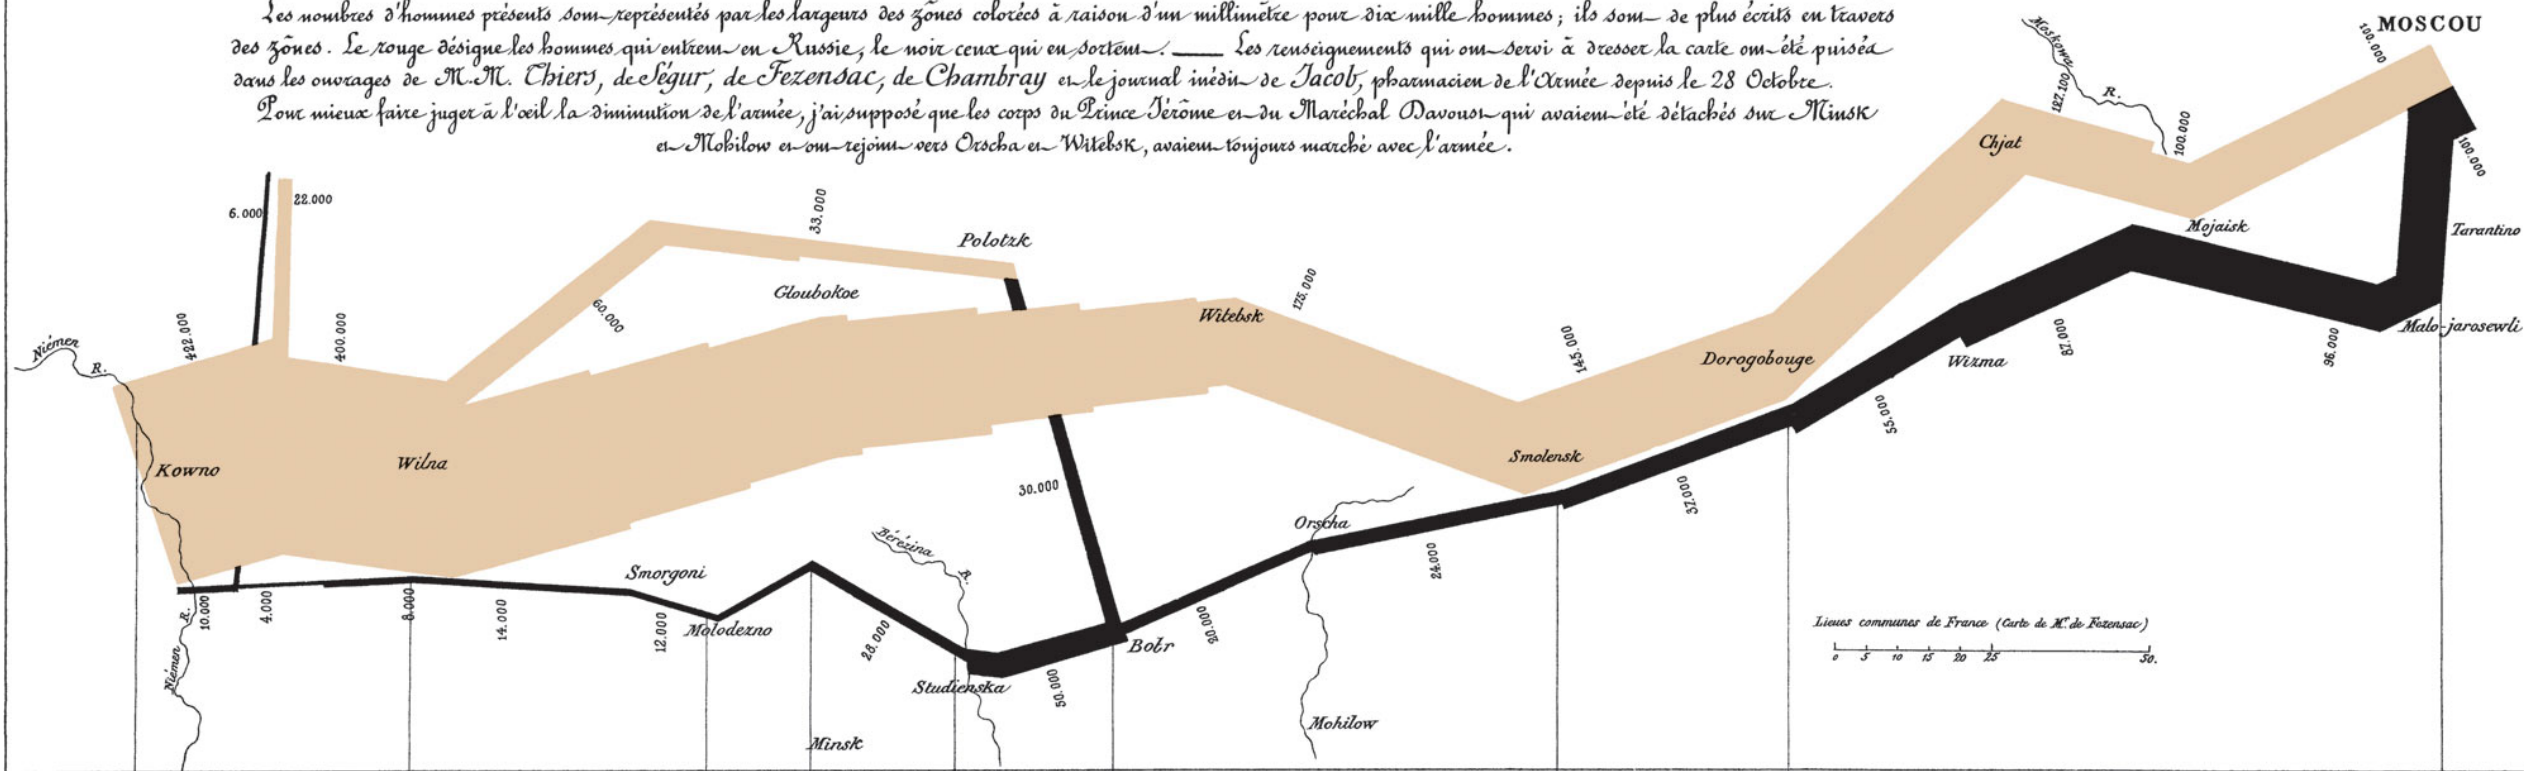 Les nombres d'hommes présents sont représentés par les largeurs des zônes colorées à raison d'un millimètre pour dix mille hommes; ils sont de plus écrits en travers
des zônes. Le rouge désigne les hommes qui entrent en Russie, le noir ceux qui en sortent. — Les renseignements qui ont servi à dresser la carte ont été puisés
dans les ouvrages de M.M. Thiers, de Ségur, de Fezensac, de Chambray et le journal inédit de Jacob, pharmacien de l'Armée depuis le 28 Octobre.
Pour mieux faire juger à l'œil la diminution de l'armée, j'ai supposé que les corps du Prince Jérôme et du Maréchal Davoust qui avaient été détachés sur Minsk
et Mohilow et ont rejoint vers Orscha et Witebsk, avaient toujours marché avec l'armée.
MOSCOU
100.000
Moskowa
R.
127.100
100.000
Chjat
100.000
Mojaisk
Tarantino
6.000
22.000
33.000
Polotzk
60.000
Gloubokoe
422.000
400.000
Niémen
R.
Witebsk
175.000
145.000
Dorogobouge
Wizma
87.000
96.000
Malo-jarosewli
55.000
Kowno
Wilna
Smolensk
30.000
37.000
Orscha
24.000
Bérézina
R.
Smorgoni
10.000
R.
4.000
8.000
14.000
12.000
Molodezno
28.000
20.000
Botr
Studienska
50.000
Niémen
Minsk
Mohilow
Lieues communes de France (Carte de Mr. de Fezensac)
0 5 10 15 20 25 50.